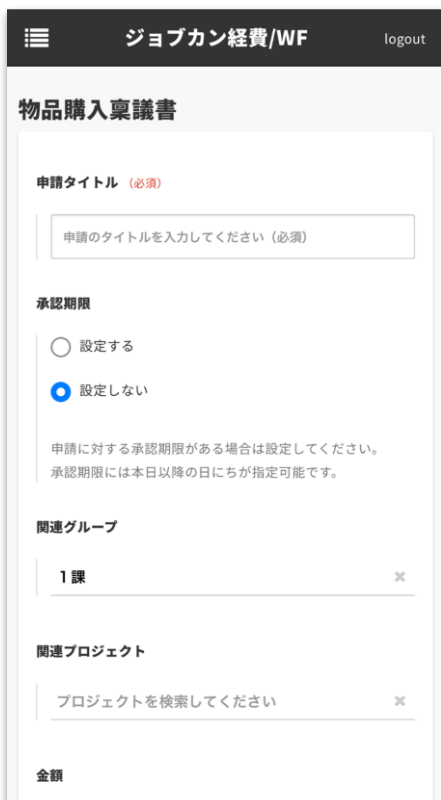 ジョブカン経費/WF logout
物品購入稟議書
申請タイトル (必須)
申請のタイトルを入力してください (必須)
承認期限
設定する
設定しない
申請に対する承認期限がある場合は設定してください。
承認期限には本日以降の日にちが指定可能です。
関連グループ
1課
関連プロジェクト
プロジェクトを検索してください
金額